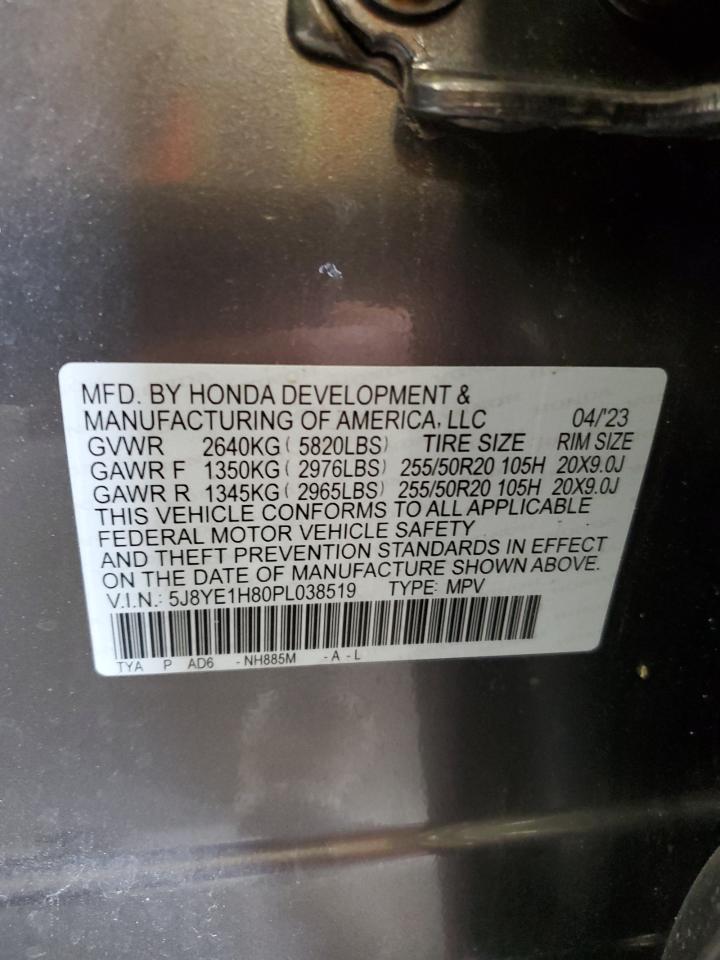 MFD. BY HONDA DEVELOPMENT &
MANUFACTURING OF AMERICA, LLC 04/'23
GVWR 2640KG ( 5820LBS) TIRE SIZE RIM SIZE
GAWR F 1350KG ( 2976LBS) 255/50R20 105H 20X9.0J
GAWR R 1345KG ( 2965LBS) 255/50R20 105H 20X9.0J
THIS VEHICLE CONFORMS TO ALL APPLICABLE
FEDERAL MOTOR VEHICLE SAFETY
AND THEFT PREVENTION STANDARDS IN EFFECT
ON THE DATE OF MANUFACTURE SHOWN ABOVE.
V.I.N.: 5J8YE1H80PL038519 TYPE: MPV
TYA P AD6 - NH885M - A - L